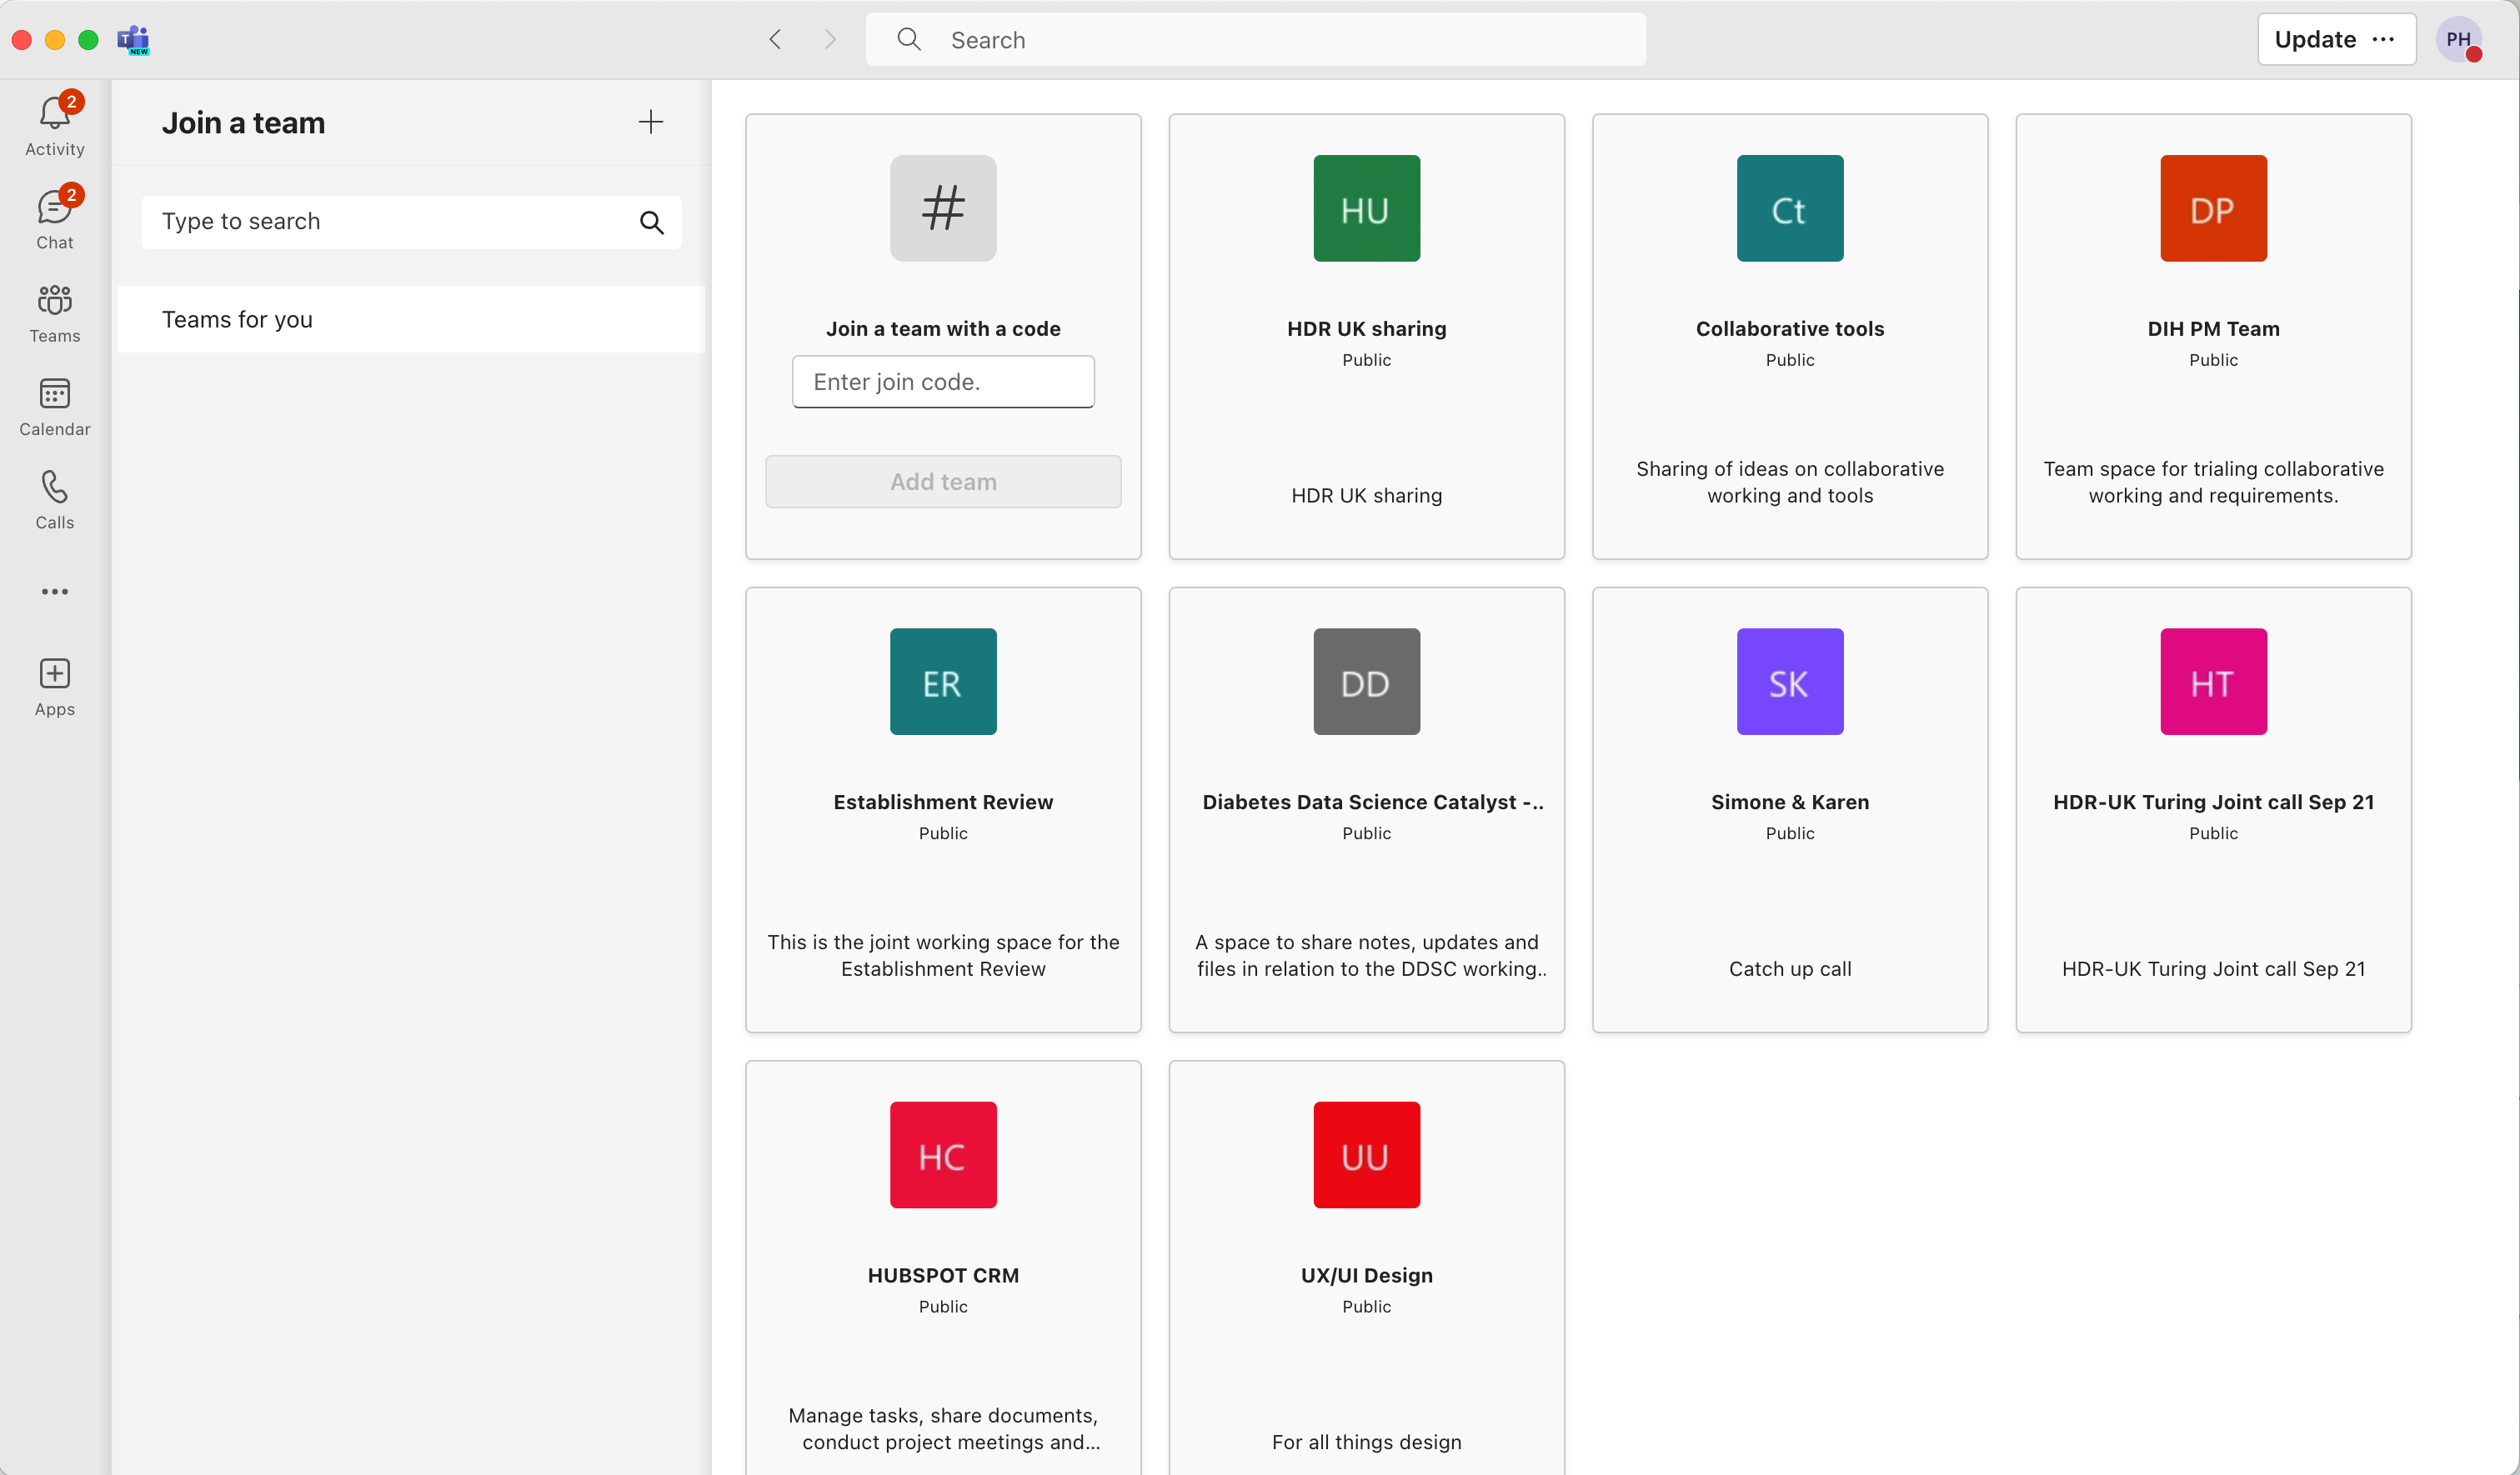 T
NEW
Search
Update ...
PH
2
Activity
2
Chat
Teams
Calendar
Calls
Apps
Join a team
Type to search
Teams for you
#
Join a team with a code
Enter join code.
Add team
HU
HDR UK sharing
Public
HDR UK sharing
Ct
Collaborative tools
Public
Sharing of ideas on collaborative
working and tools
DP
DIH PM Team
Public
Team space for trialing collaborative
working and requirements.
ER
Establishment Review
Public
This is the joint working space for the
Establishment Review
DD
Diabetes Data Science Catalyst -..
Public
A space to share notes, updates and
files in relation to the DDSC working..
SK
Simone & Karen
Public
Catch up call
HT
HDR-UK Turing Joint call Sep 21
Public
HDR-UK Turing Joint call Sep 21
HC
HUBSPOT CRM
Public
Manage tasks, share documents,
conduct project meetings and...
UU
UX/UI Design
Public
For all things design